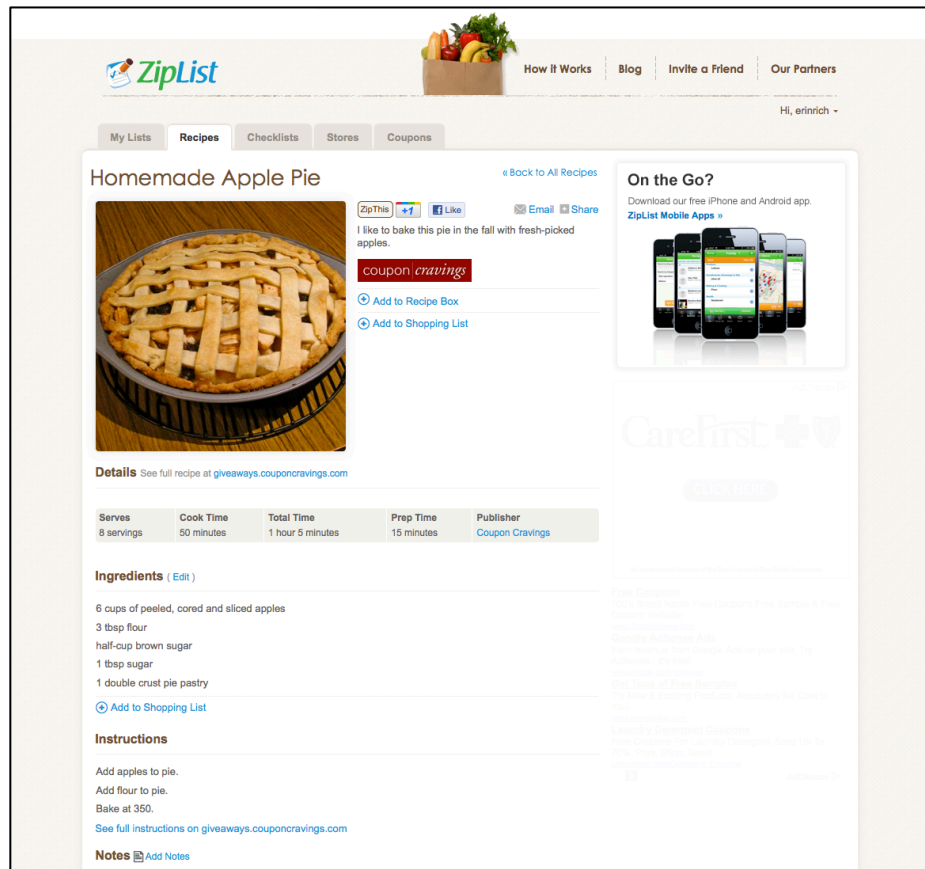 ZipList
How it Works
Blog
Invite a Friend
Our Partners
Hi, erinrich
My Lists
Recipes
Checklists
Stores
Coupons
Homemade Apple Pie
« Back to All Recipes
ZipThis
+1
Like
Email
Share
I like to bake this pie in the fall with fresh-picked
apples.
coupon cravings
Add to Recipe Box
Add to Shopping List
Details See full recipe at giveaways.couponcravings.com
Serves Cook Time Total Time Prep Time Publisher
8 servings 50 minutes 1 hour 5 minutes 15 minutes Coupon Cravings
Ingredients ( Edit )
6 cups of peeled, cored and sliced apples
3 tbsp flour
half-cup brown sugar
1 tbsp sugar
1 double crust pie pastry
Add to Shopping List
Instructions
Add apples to pie.
Add flour to pie.
Bake at 350.
See full instructions on giveaways.couponcravings.com
Notes Add Notes
On the Go?
Download our free iPhone and Android app.
ZipList Mobile Apps »
CareFirst
CLICK HERE